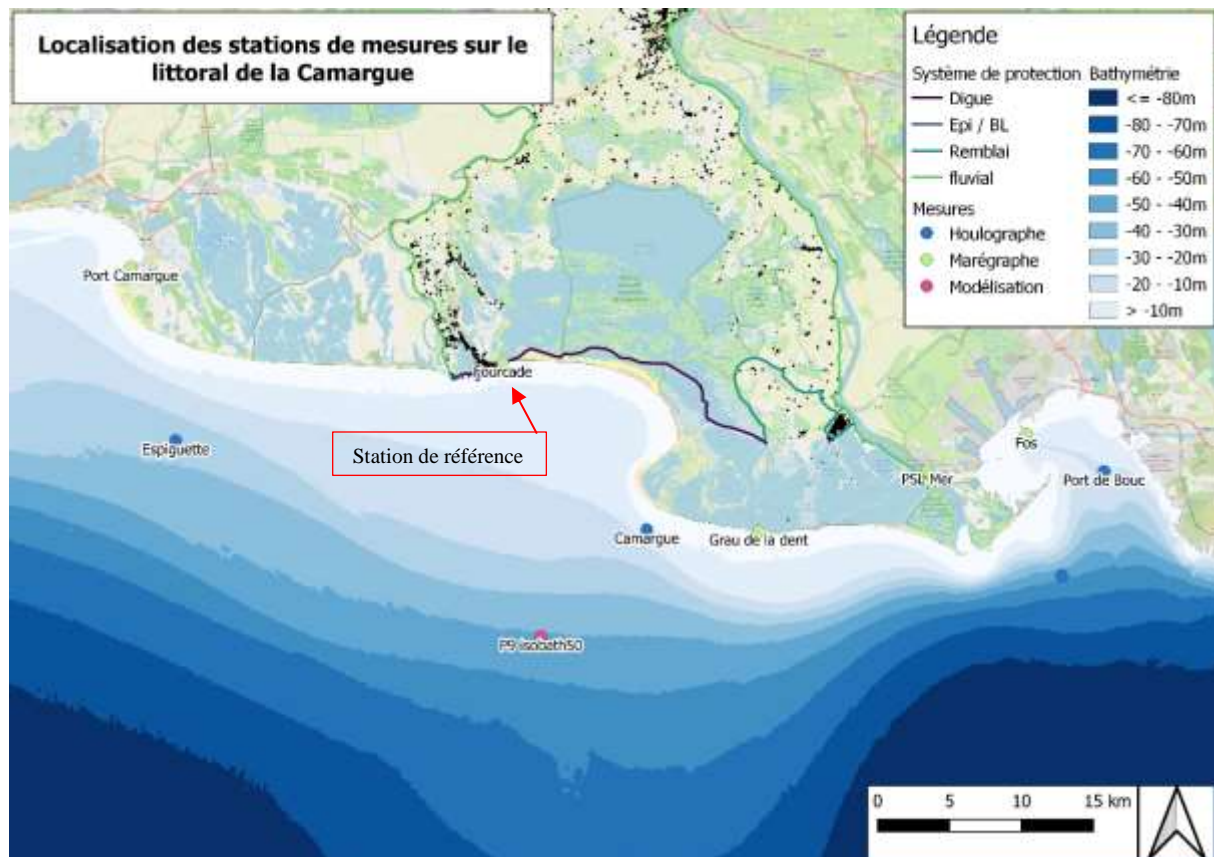 Localisation des stations de mesures sur le
littoral de la Camargue
Légende
Système de protection
Digue
Epi / BL
Remblai
fluvial
Mesures
Houlographe
Marégraphe
Modélisation
Bathymétrie
<= -80m
-80 - -70m
-70 - -60m
-60 - -50m
-50 - -40m
-40 - -30m
-30 - -20m
-20 - -10m
> -10m
Port Camargue
Fourcade
Station de référence
Espiguette
Fos
PSL Mer
Port de Bouc
Camargue
Grau de la dent
P9 isobath50
0 5 10 15 km